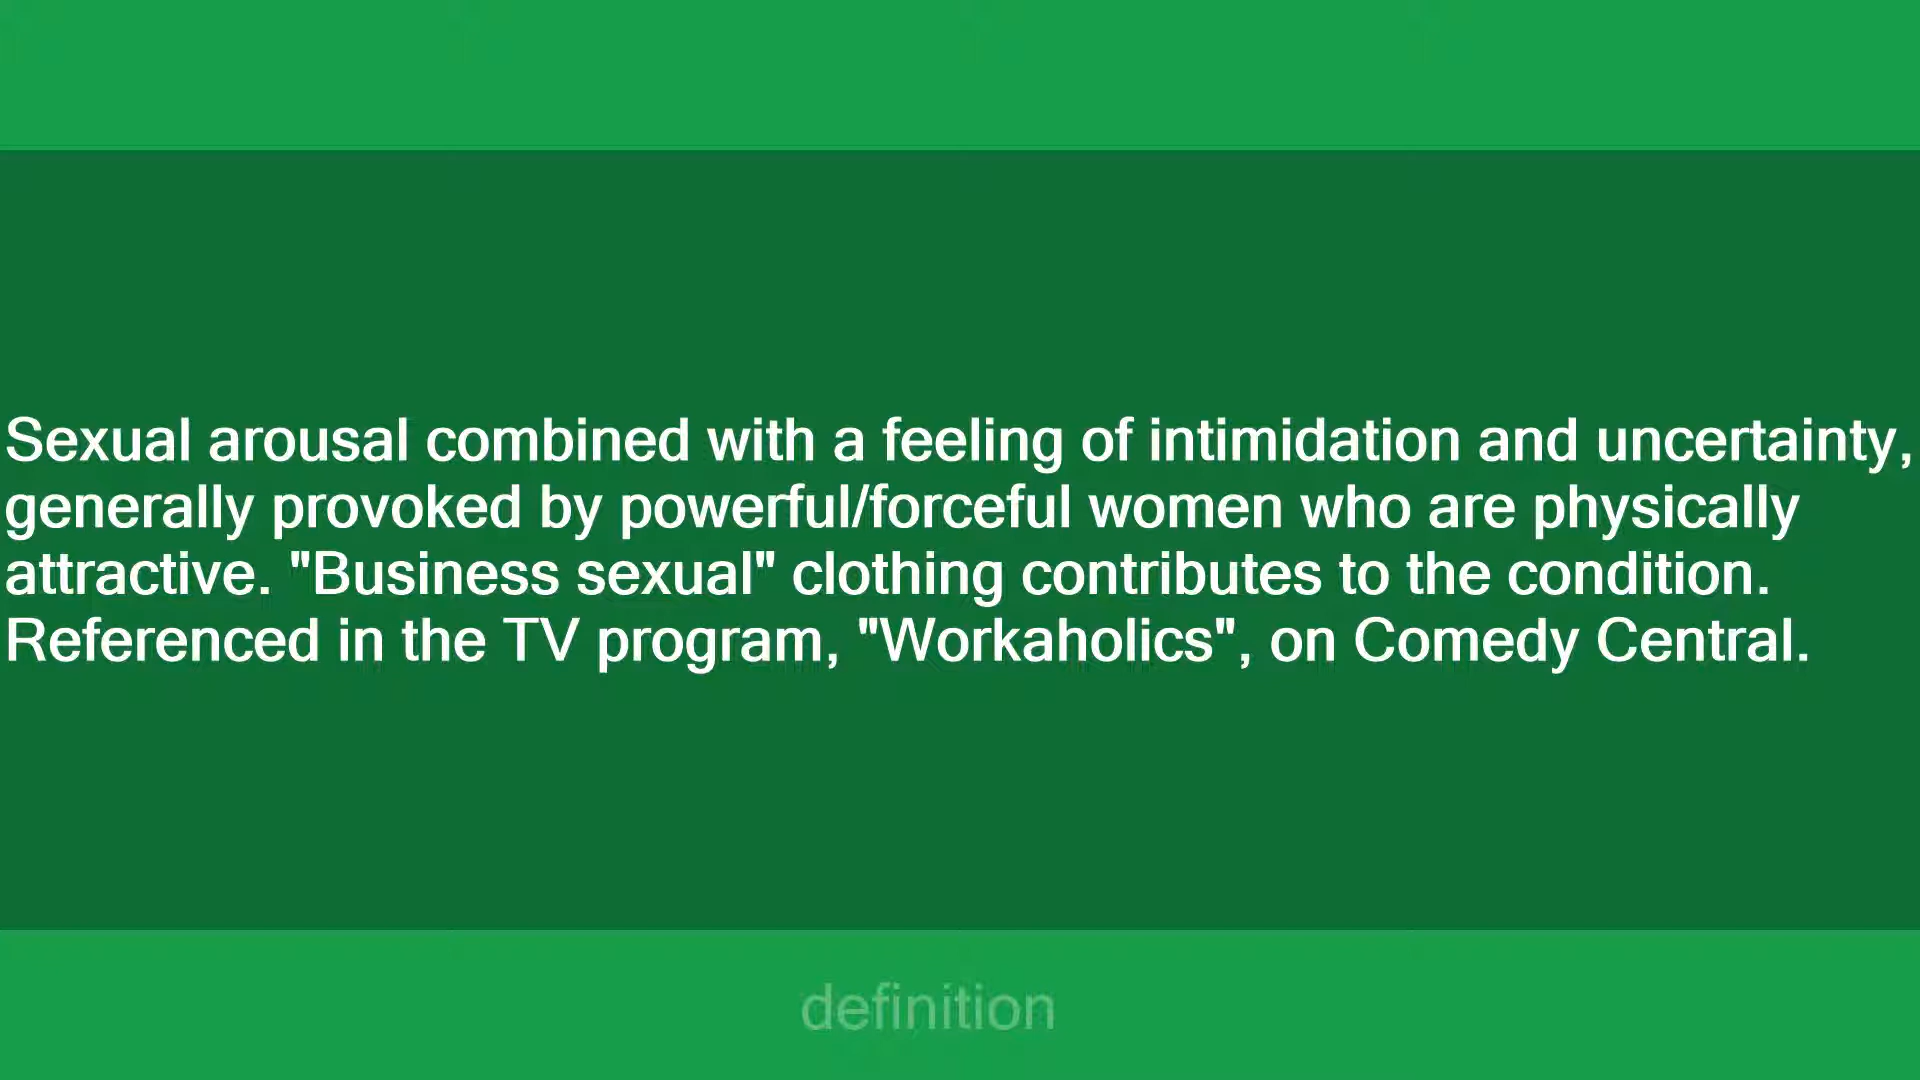 Sexual arousal combined with a feeling of intimidation and uncertainty,
generally provoked by powerful/forceful women who are physically
attractive. "Business sexual" clothing contributes to the condition.
Referenced in the TV program, "Workaholics", on Comedy Central.
definition